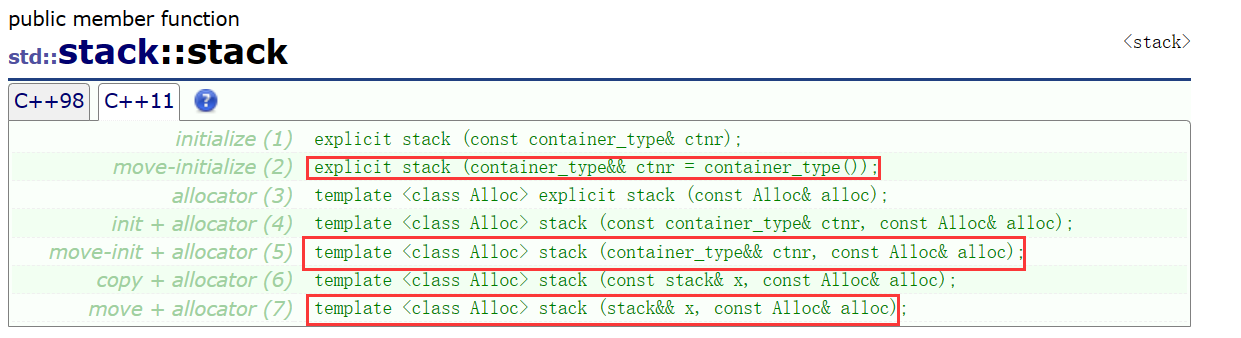 public member function
std::stack::stack
<stack>
C++98 C++11 ?
initialize (1) explicit stack (const container_type& ctnr);
move-initialize (2) explicit stack (container_type&& ctnr = container_type());
allocator (3) template <class Alloc> explicit stack (const Alloc& alloc);
init + allocator (4) template <class Alloc> stack (const container_type& ctnr, const Alloc& alloc);
move-init + allocator (5) template <class Alloc> stack (container_type&& ctnr, const Alloc& alloc);
copy + allocator (6) template <class Alloc> stack (const stack& x, const Alloc& alloc);
move + allocator (7) template <class Alloc> stack (stack&& x, const Alloc& alloc);